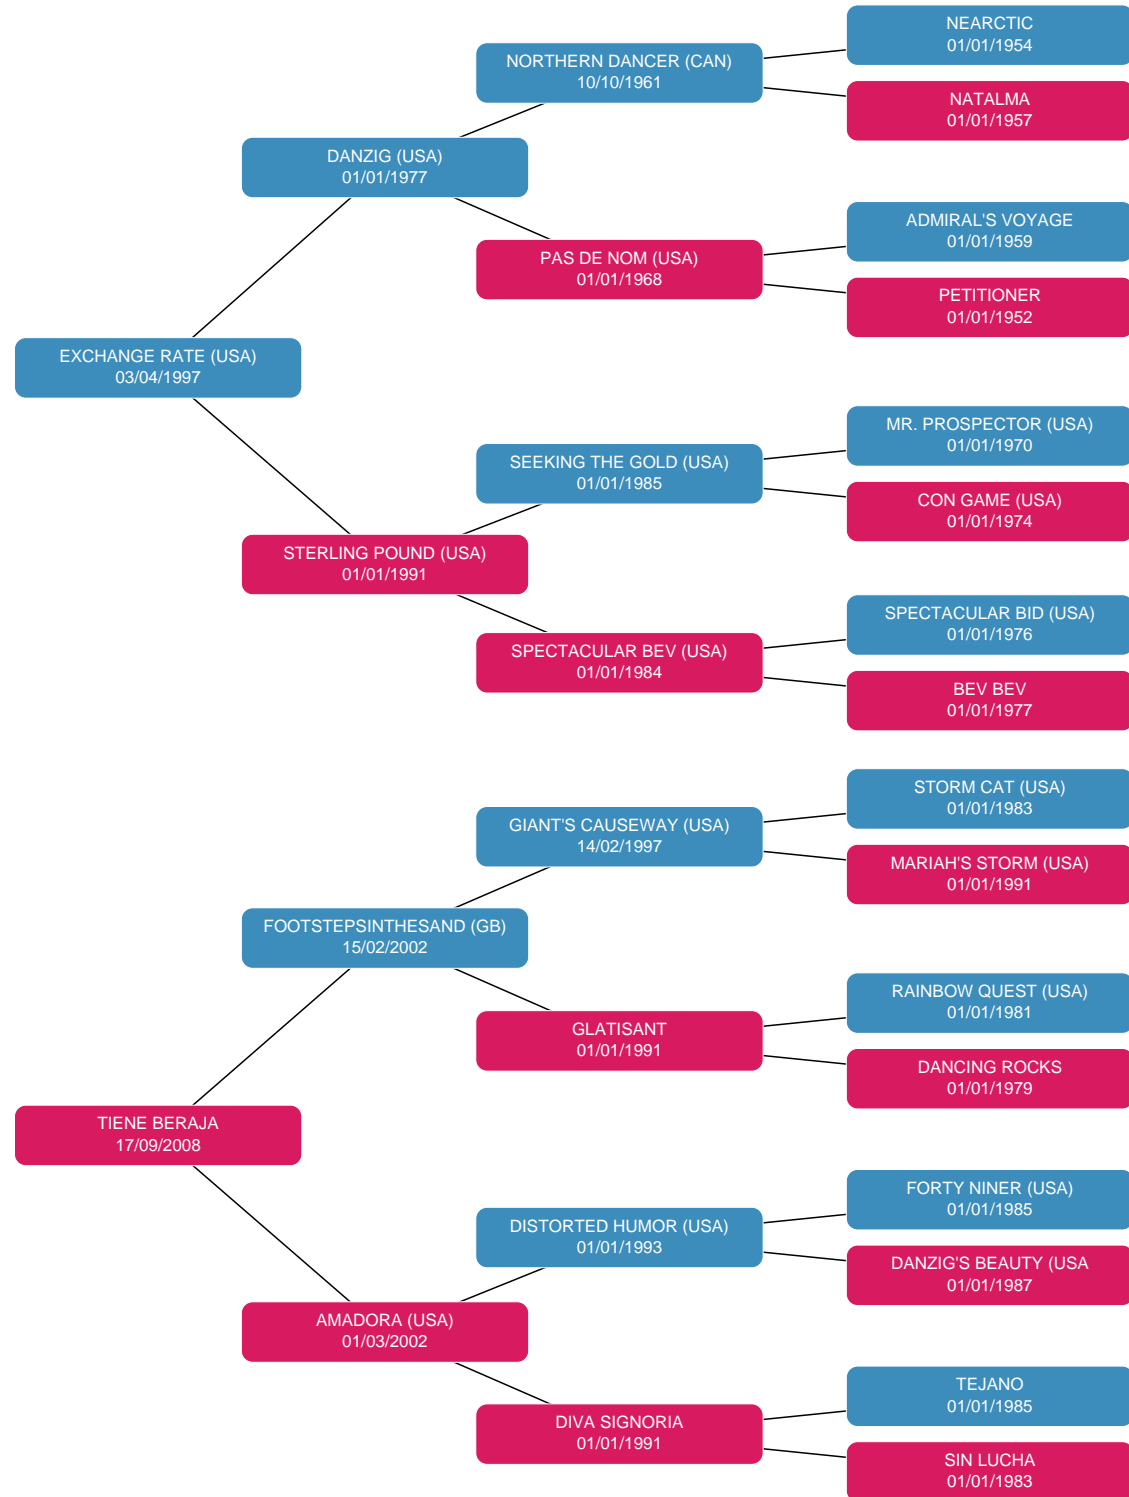 NEARCTIC
01/01/1954
NORTHERN DANCER (CAN)
10/10/1961
NATALMA
01/01/1957
DANZIG (USA)
01/01/1977
ADMIRAL'S VOYAGE
01/01/1959
PAS DE NOM (USA)
01/01/1968
PETITIONER
01/01/1952
EXCHANGE RATE (USA)
03/04/1997
MR. PROSPECTOR (USA)
01/01/1970
SEEKING THE GOLD (USA)
01/01/1985
CON GAME (USA)
01/01/1974
STERLING POUND (USA)
01/01/1991
SPECTACULAR BID (USA)
01/01/1976
SPECTACULAR BEV (USA)
01/01/1984
BEV BEV
01/01/1977
STORM CAT (USA)
01/01/1983
GIANT'S CAUSEWAY (USA)
14/02/1997
MARIAH'S STORM (USA)
01/01/1991
FOOTSTEPSINTHESAND (GB)
15/02/2002
RAINBOW QUEST (USA)
01/01/1981
GLATISANT
01/01/1991
DANCING ROCKS
01/01/1979
TIENE BERAJA
17/09/2008
FORTY NINER (USA)
01/01/1985
DISTORTED HUMOR (USA)
01/01/1993
DANZIG'S BEAUTY (USA
01/01/1987
AMADORA (USA)
01/03/2002
TEJANO
01/01/1985
DIVA SIGNORIA
01/01/1991
SIN LUCHA
01/01/1983